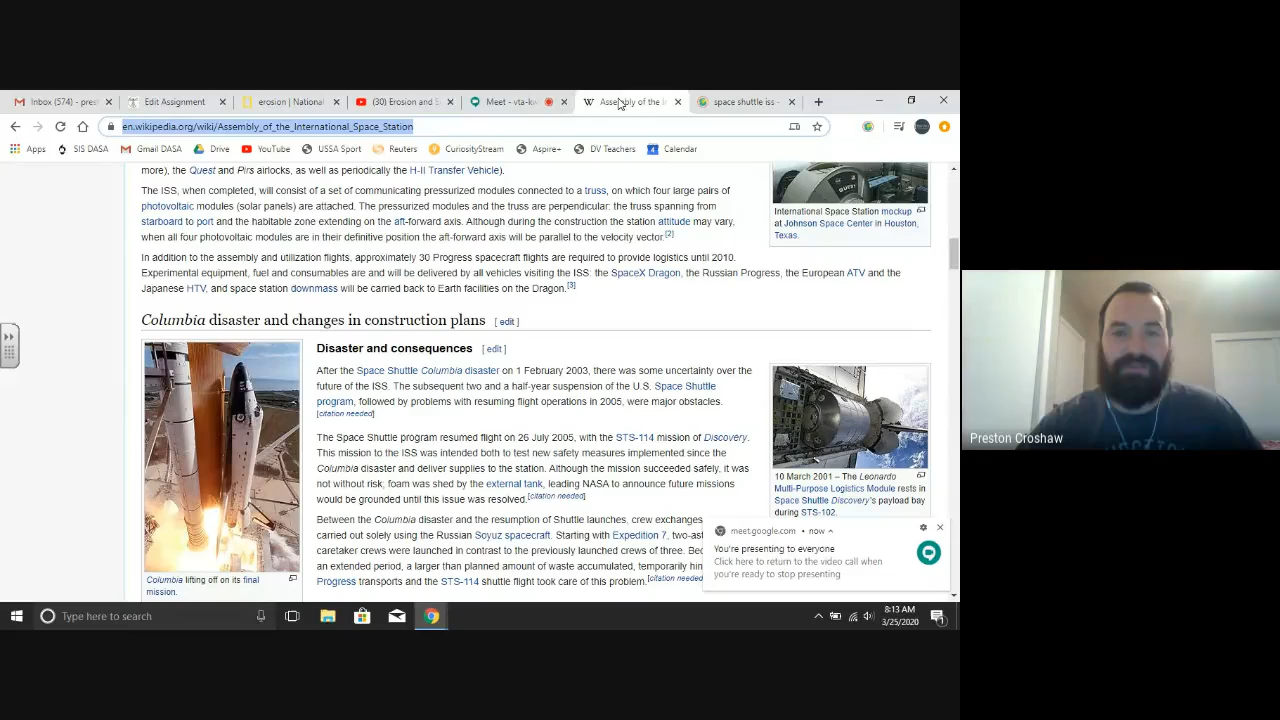 Inbox (574) - pres
Edit Assignment
erosion | National
(30) Erosion and S
Meet - vta-k
Assembly of the I
space shuttle iss -
en.wikipedia.org/wiki/Assembly_of_the_International_Space_Station
Apps
SIS DASA
Gmail DASA
Drive
YouTube
USSA Sport
Reuters
CuriosityStream
Aspire+
DV Teachers
Calendar
more), the Quest and Pirs airlocks, as well as periodically the H-II Transfer Vehicle).
The ISS, when completed, will consist of a set of communicating pressurized modules connected to a truss, on which four large pairs of
photovoltaic modules (solar panels) are attached. The pressurized modules and the truss are perpendicular: the truss spanning from
starboard to port and the habitable zone extending on the aft-forward axis. Although during the construction the station attitude may vary,
when all four photovoltaic modules are in their definitive position the aft-forward axis will be parallel to the velocity vector.[2]
In addition to the assembly and utilization flights, approximately 30 Progress spacecraft flights are required to provide logistics until 2010.
Experimental equipment, fuel and consumables are and will be delivered by all vehicles visiting the ISS: the SpaceX Dragon, the Russian Progress, the European ATV and the
Japanese HTV, and space station downmass will be carried back to Earth facilities on the Dragon.[3]
QUEST
International Space Station mockup
at Johnson Space Center in Houston,
Texas.
Columbia disaster and changes in construction plans [ edit ]
Columbia lifting off on its final
mission.
Disaster and consequences [ edit ]
After the Space Shuttle Columbia disaster on 1 February 2003, there was some uncertainty over the
future of the ISS. The subsequent two and a half-year suspension of the U.S. Space Shuttle
program, followed by problems with resuming flight operations in 2005, were major obstacles.
[citation needed]
The Space Shuttle program resumed flight on 26 July 2005, with the STS-114 mission of Discovery.
This mission to the ISS was intended both to test new safety measures implemented since the
Columbia disaster and deliver supplies to the station. Although the mission succeeded safely, it was
not without risk; foam was shed by the external tank, leading NASA to announce future missions
would be grounded until this issue was resolved.[citation needed]
Between the Columbia disaster and the resumption of Shuttle launches, crew exchanges
carried out solely using the Russian Soyuz spacecraft. Starting with Expedition 7, two-ast
caretaker crews were launched in contrast to the previously launched crews of three. Bec
an extended period, a larger than planned amount of waste accumulated, temporarily hin
Progress transports and the STS-114 shuttle flight took care of this problem.[citation needed
10 March 2001 – The Leonardo
Multi-Purpose Logistics Module rests in
Space Shuttle Discovery's payload bay
during STS-102.
meet.google.com • now
You're presenting to everyone
Click here to return to the video call when
you're ready to stop presenting
Type here to search
8:13 AM
3/25/2020
1
Preston Croshaw